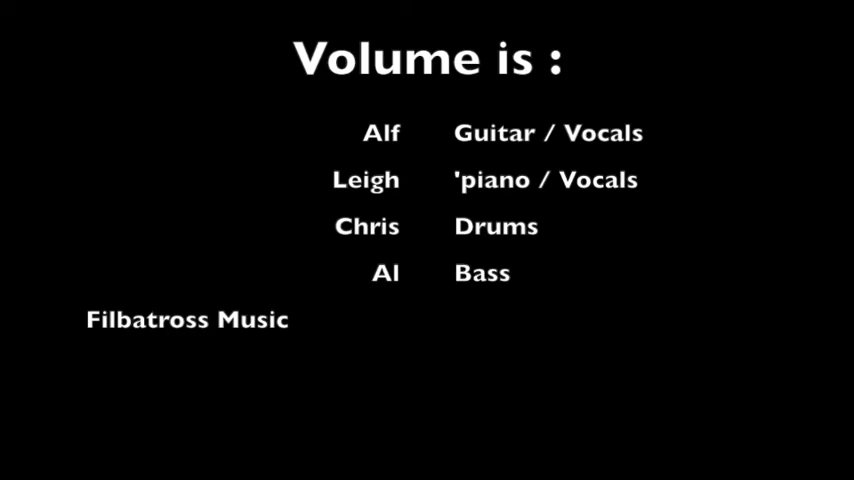 Volume is :
Alf Guitar / Vocals
Leigh 'piano / Vocals
Chris Drums
Al Bass
Filbatross Music